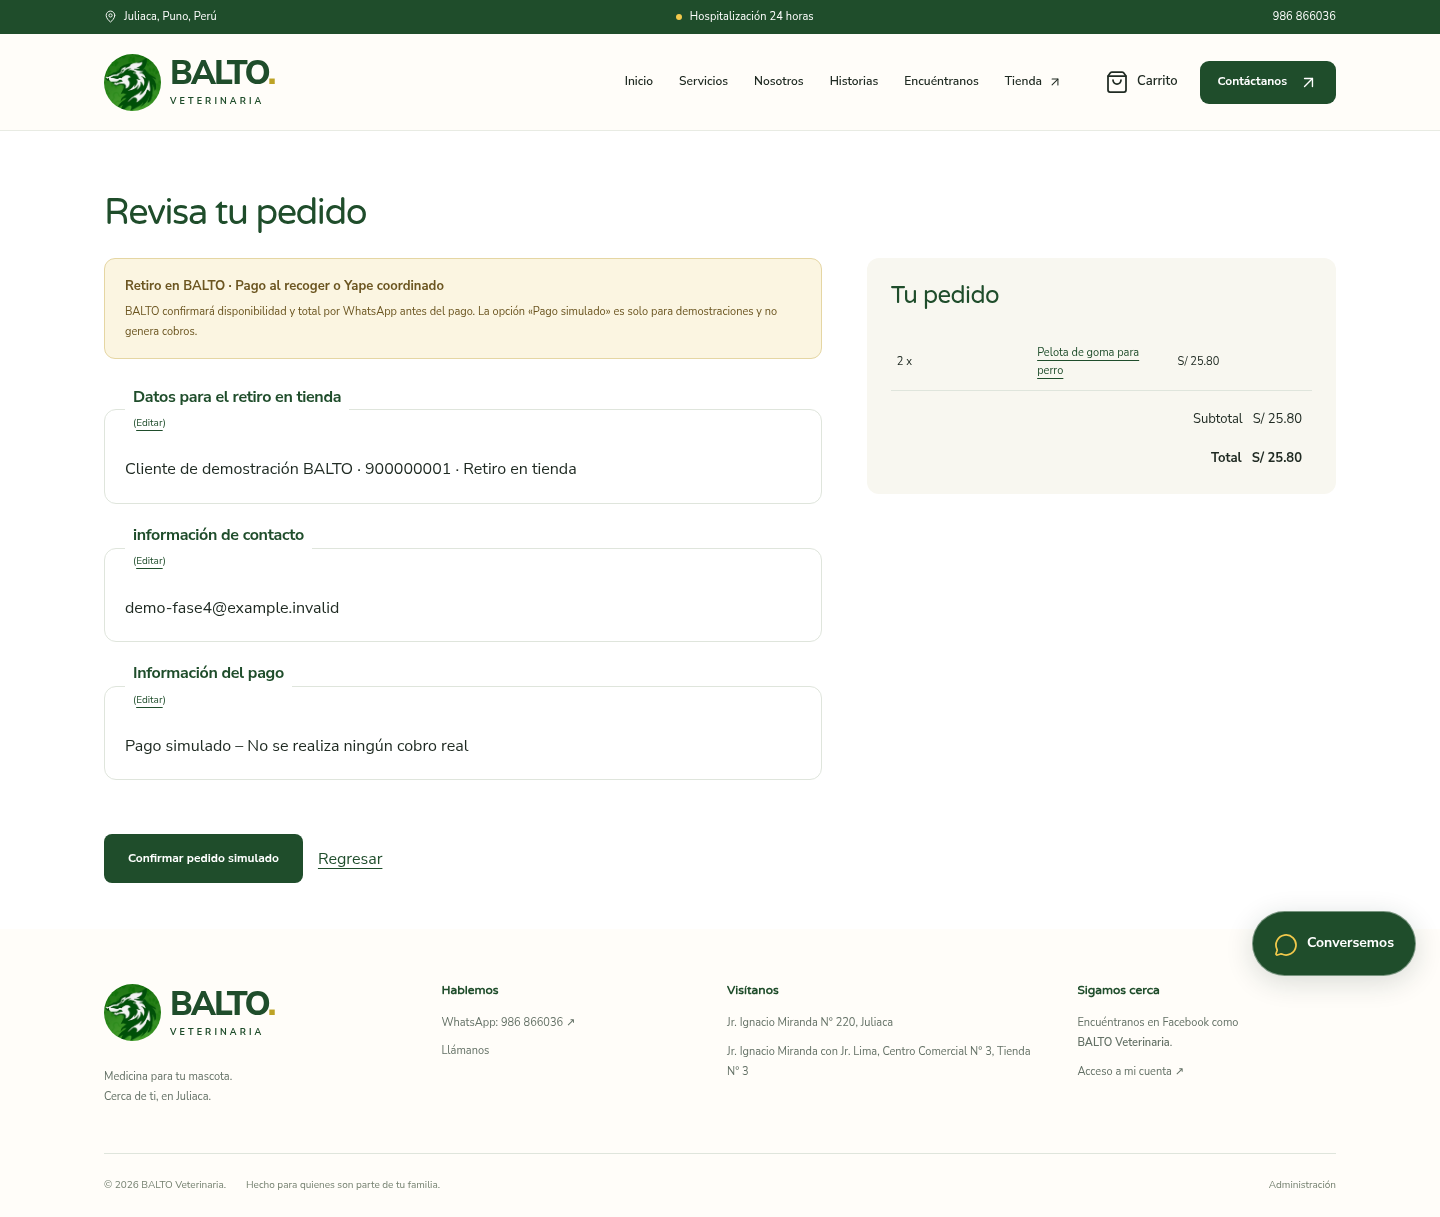 Juliaca, Puno, Perú
Hospitalización 24 horas
986 866036
BALTO.
VETERINARIA
Inicio
Servicios
Nosotros
Historias
Encuéntranos
Tienda ↗
Carrito
Contáctanos ↗
Revisa tu pedido
Retiro en BALTO · Pago al recoger o Yape coordinado
BALTO confirmará disponibilidad y total por WhatsApp antes del pago. La opción «Pago simulado» es solo para demostraciones y no
genera cobros.
Datos para el retiro en tienda
(Editar)
Cliente de demostración BALTO · 900000001 · Retiro en tienda
información de contacto
(Editar)
demo-fase4@example.invalid
Información del pago
(Editar)
Pago simulado – No se realiza ningún cobro real
Confirmar pedido simulado
Regresar
Tu pedido
2 x
Pelota de goma para
perro
S/ 25.80
Subtotal S/ 25.80
Total S/ 25.80
Conversemos
BALTO.
VETERINARIA
Medicina para tu mascota.
Cerca de ti, en Juliaca.
Hablemos
WhatsApp: 986 866036 ↗
Llámanos
Visítanos
Jr. Ignacio Miranda N° 220, Juliaca
Jr. Ignacio Miranda con Jr. Lima, Centro Comercial N° 3, Tienda
N° 3
Sigamos cerca
Encuéntranos en Facebook como
BALTO Veterinaria.
Acceso a mi cuenta ↗
© 2026 BALTO Veterinaria.
Hecho para quienes son parte de tu familia.
Administración